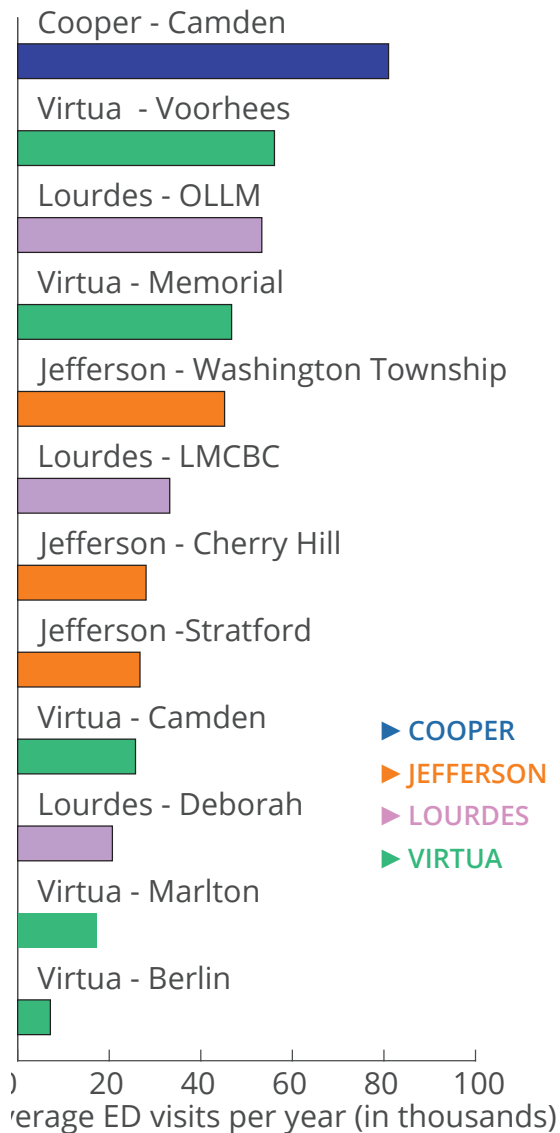 Cooper - Camden
Virtua - Voorhees
Lourdes - OLLM
Virtua - Memorial
Jefferson - Washington Township
Lourdes - LMCBC
Jefferson - Cherry Hill
Jefferson -Stratford
Virtua - Camden
► COOPER
► JEFFERSON
Lourdes - Deborah
► LOURDES
► VIRTUA
Virtua - Marlton
Virtua - Berlin
0 20 40 60 80 100
verage ED visits per year (in thousands)